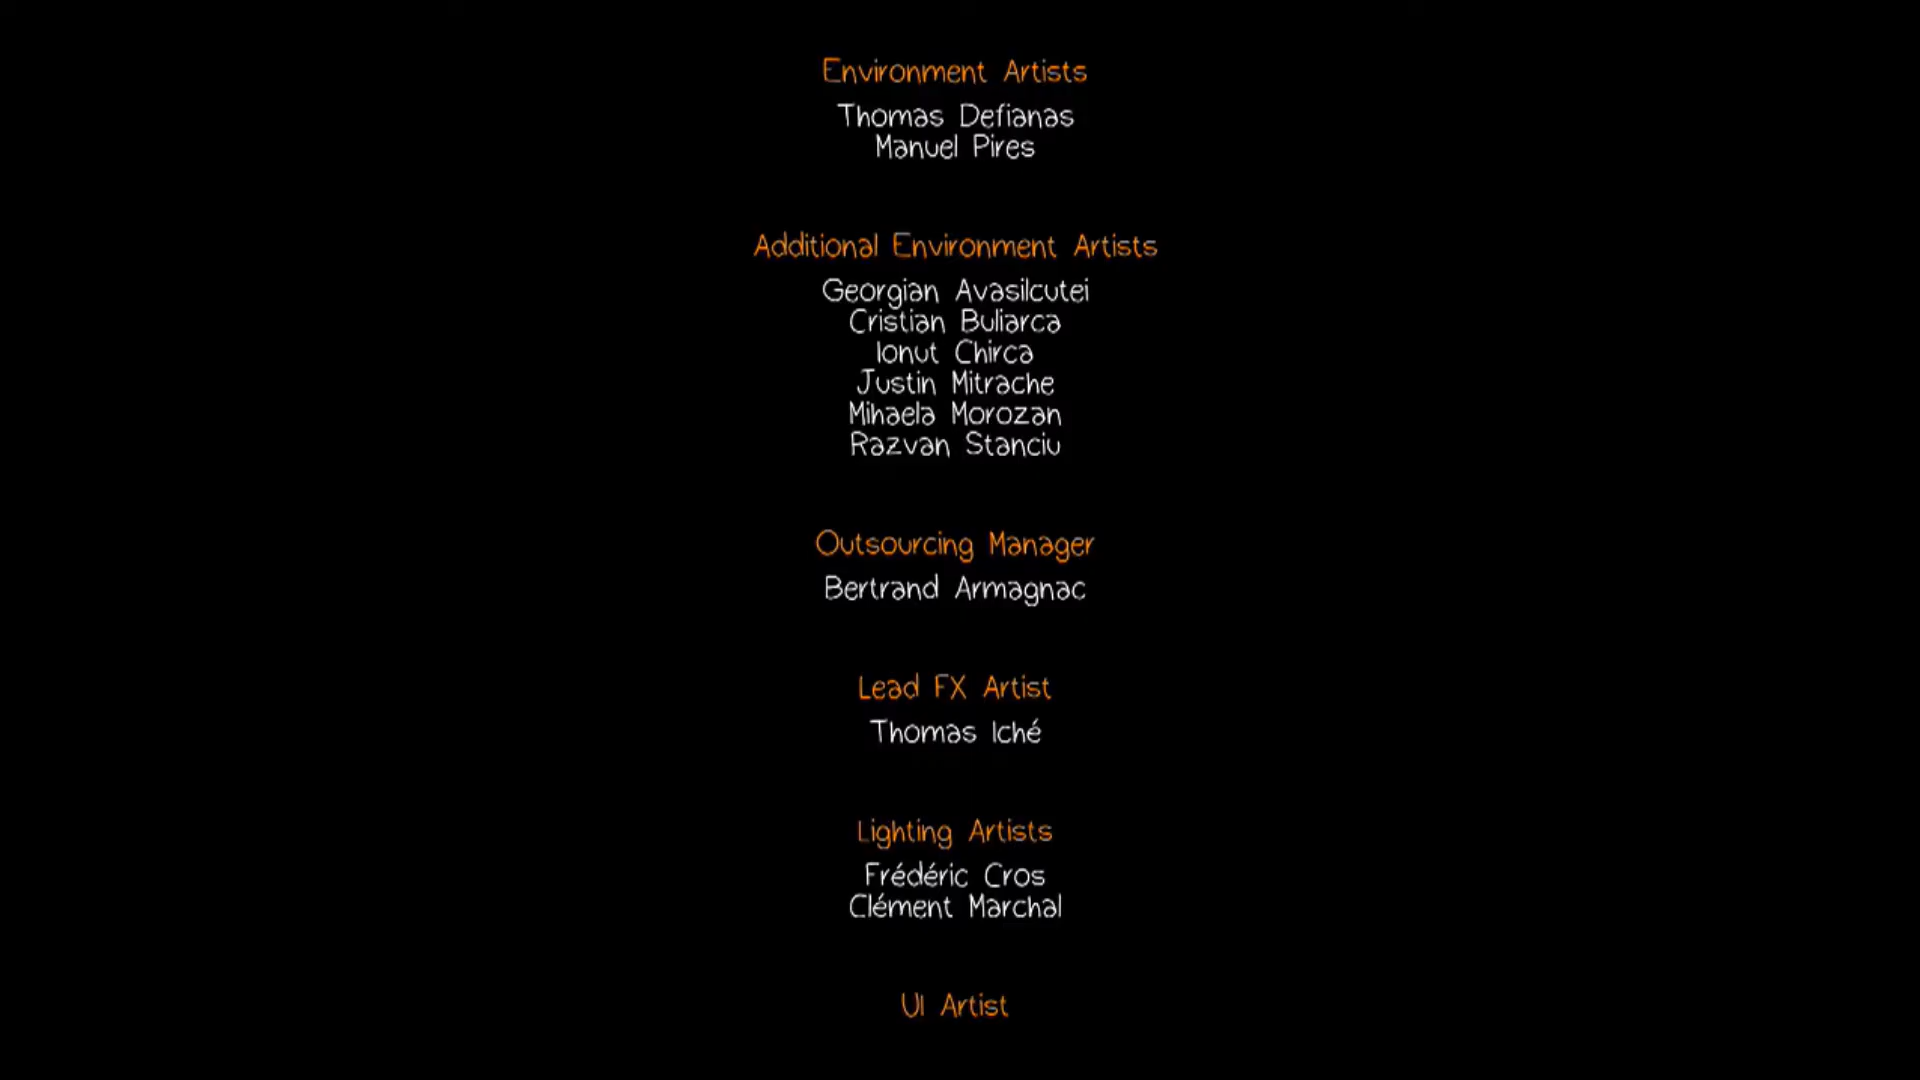 Environment Artists
Thomas Defianas
Manuel Pires
Additional Environment Artists
Georgian Avasilcutei
Cristian Buliarca
Ionut Chirca
Justin Mitrache
Mihaela Morozan
Razvan Stanciu
Outsourcing Manager
Bertrand Armagnac
Lead FX Artist
Thomas Iché
Lighting Artists
Frédéric Cros
Clément Marchal
UI Artist